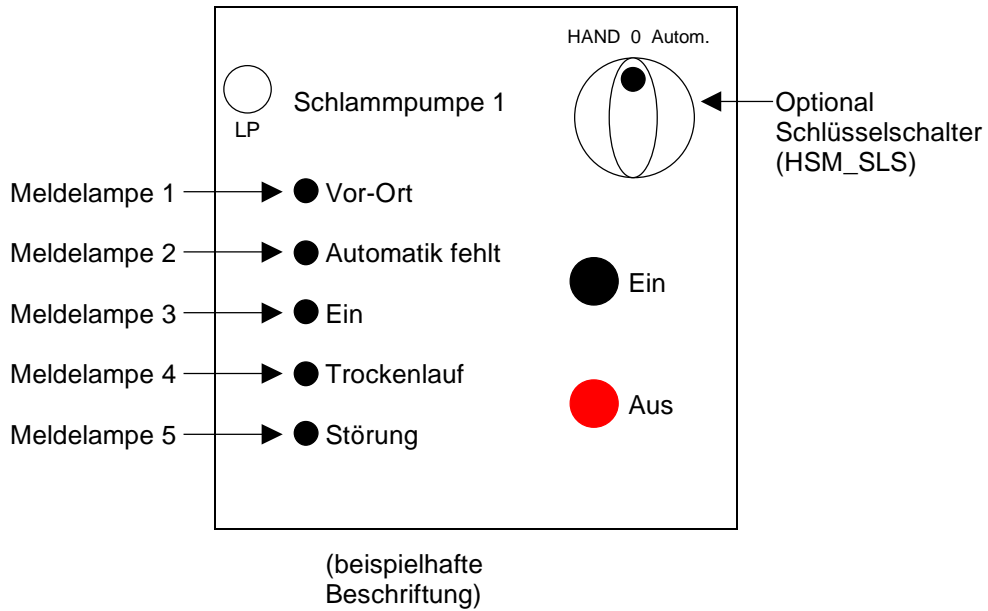 HAND 0 Autom.
Schlammpumpe 1
LP
Optional
Schlüsselschalter
(HSM_SLS)
Meldelampe 1
Vor-Ort
Meldelampe 2
Automatik fehlt
Meldelampe 3
Ein
Meldelampe 4
Trockenlauf
Meldelampe 5
Störung
Ein
Aus
(beispielhafte
Beschriftung)